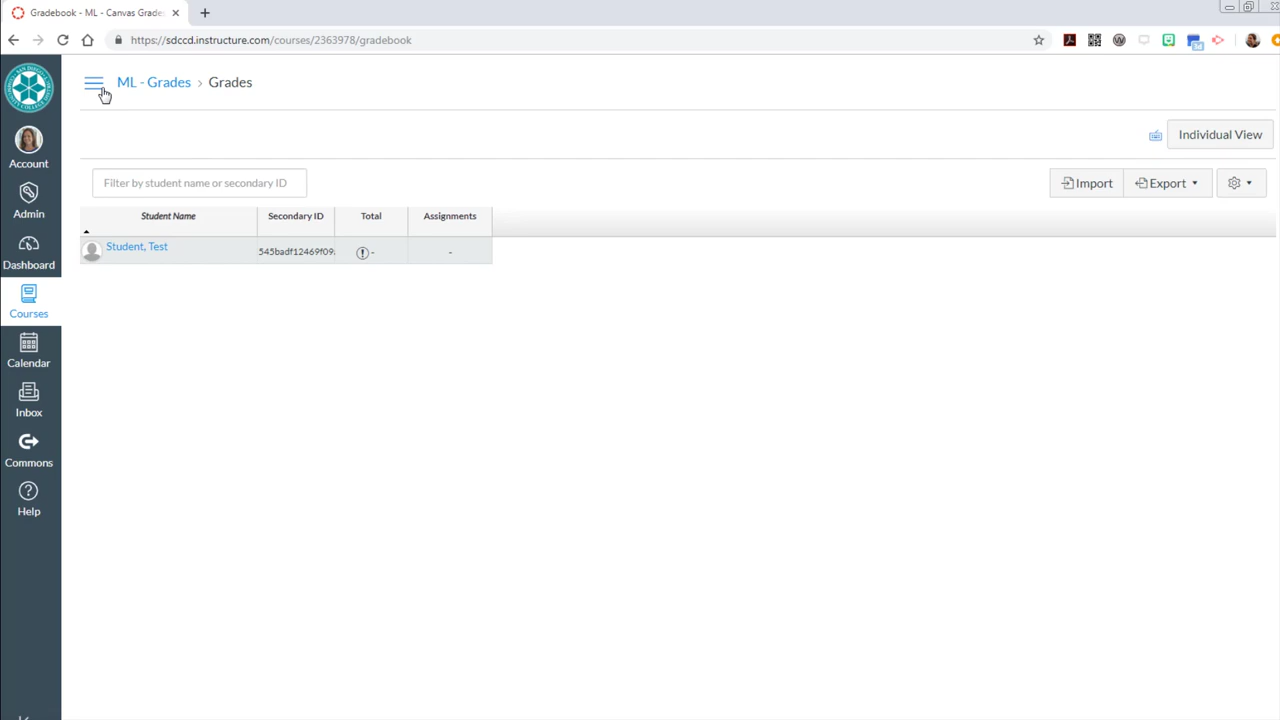 Gradebook - ML - Canvas Grade
https://sdccd.instructure.com/courses/2363978/gradebook
ML - Grades › Grades
Individual View
Filter by student name or secondary ID
Import
Export
Student Name
Secondary ID
Total
Assignments
Student, Test
545badf12469f09
-
-
Account
Admin
Dashboard
Courses
Calendar
Inbox
Commons
Help